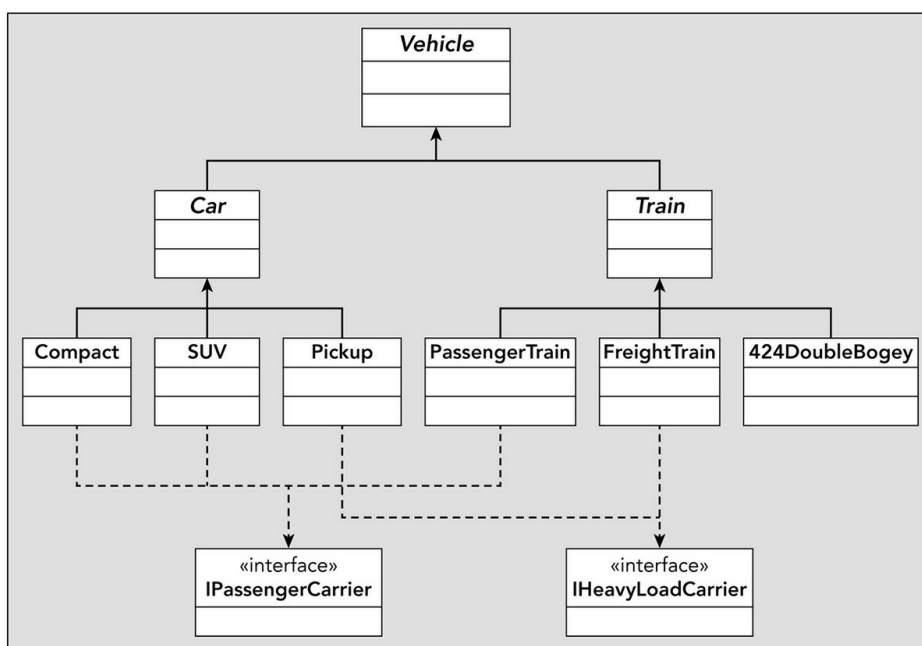 Vehicle
Car
Train
Compact
SUV
Pickup
PassengerTrain
FreightTrain
424DoubleBogey
«interface»
IPassengerCarrier
«interface»
IHeavyLoadCarrier